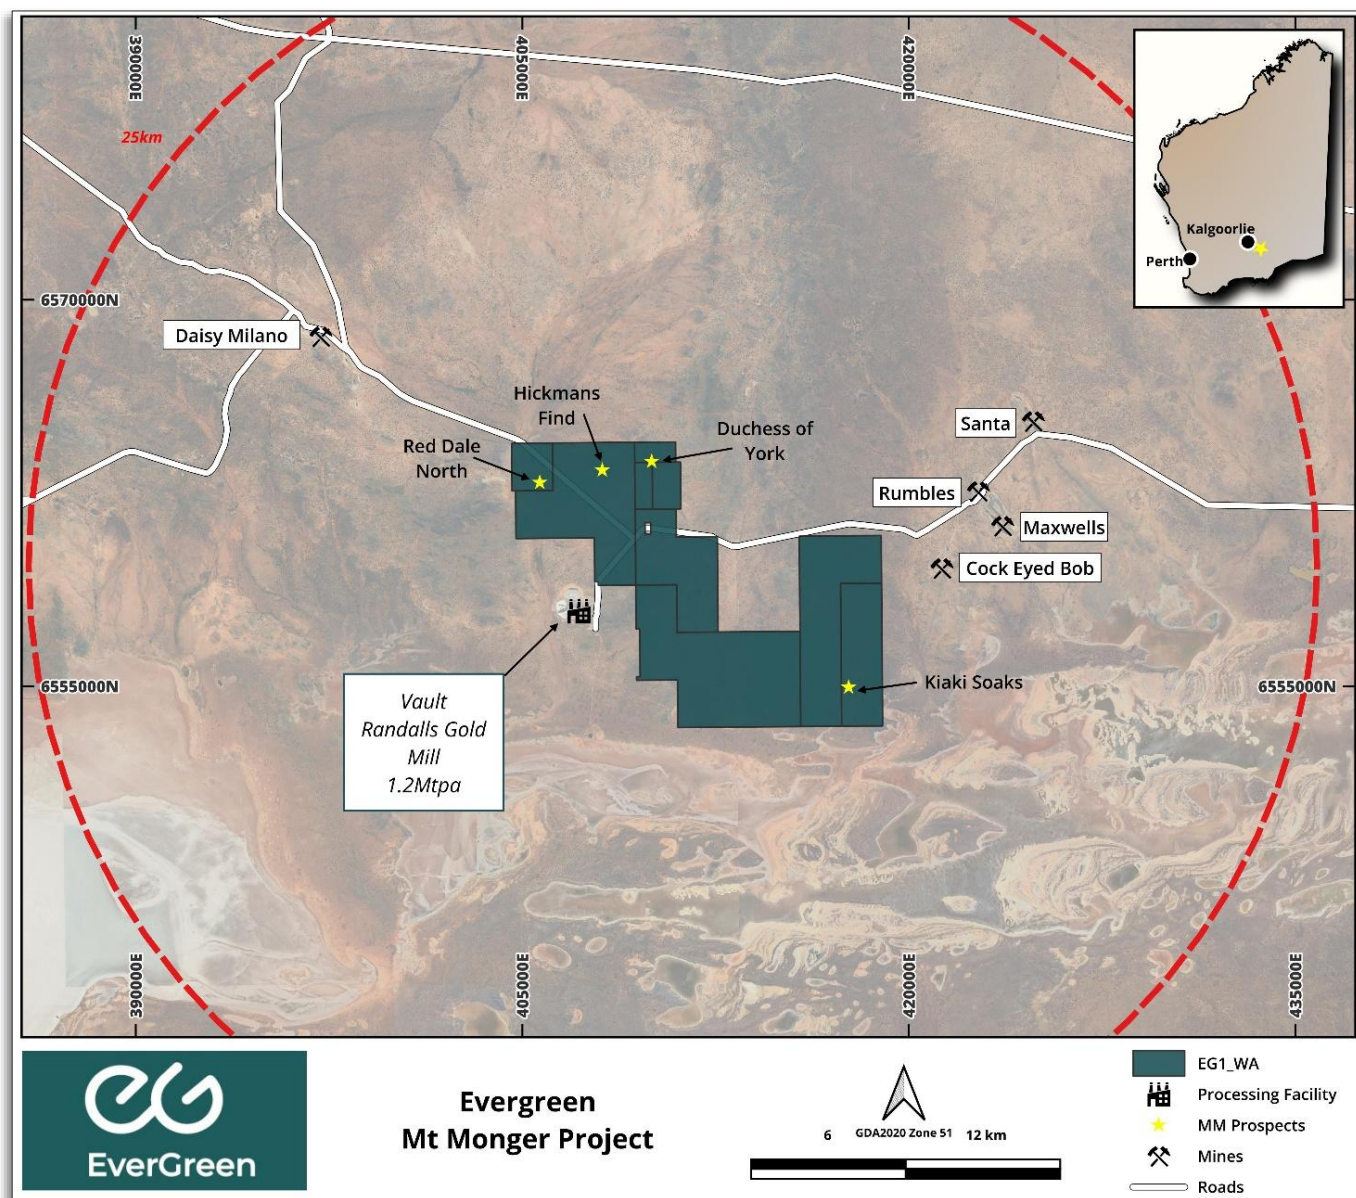 390000E
405000E
420000E
25km
Kalgoorlie
Perth
6570000N
Daisy Milano
Hickmans
Find
Duchess of
York
Red Dale
North
Santa
Rumbles
Maxwells
Cock Eyed Bob
Kiaki Soaks
6555000N
6555000N
Vault
Randalls Gold
Mill
1.2Mtpa
390000E
405000E
420000E
435000E
eG
EverGreen
Evergreen
Mt Monger Project
6 GDA2020 Zone 51 12 km
EG1_WA
Processing Facility
MM Prospects
Mines
Roads